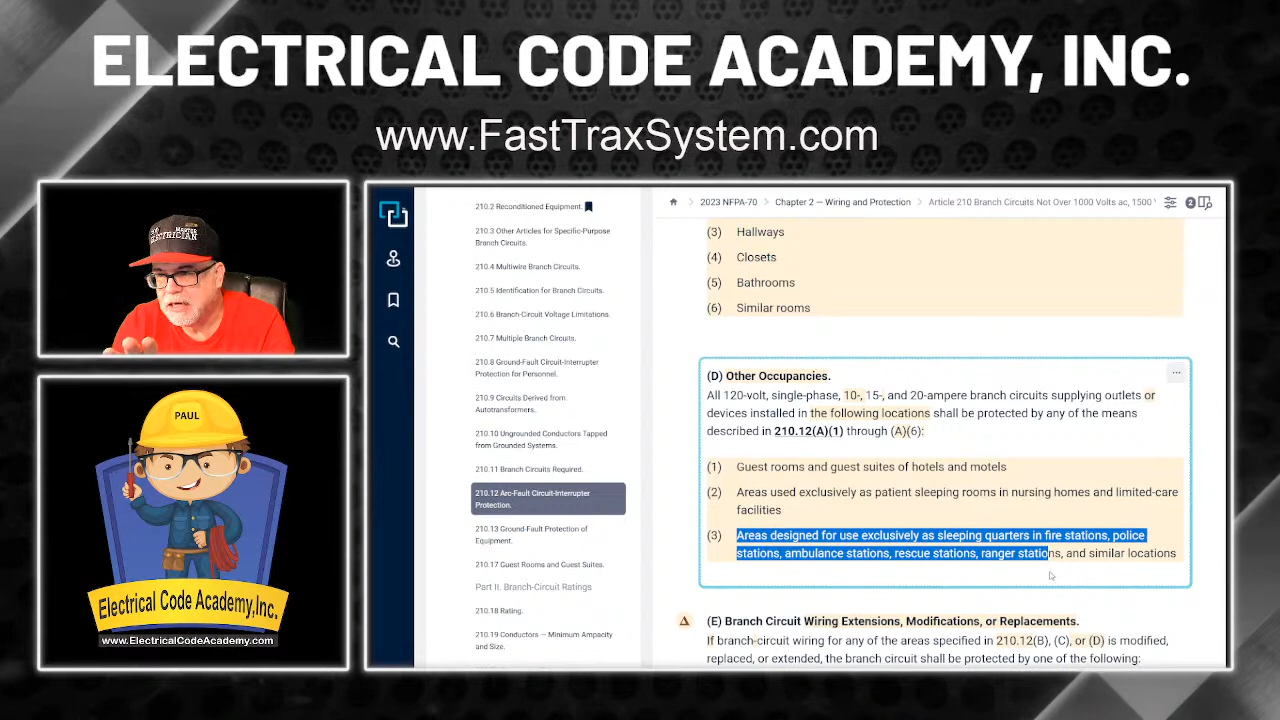 ELECTRICAL CODE ACADEMY, INC.
www.FastTraxSystem.com
MASTER
ELECTRICIAN
PAUL
Electrical Code Academy, Inc.
www.ElectricalCodeAcademy.com
210.2 Reconditioned Equipment.
210.3 Other Articles for Specific-Purpose
Branch Circuits.
210.4 Multiwire Branch Circuits.
210.5 Identification for Branch Circuits.
210.6 Branch-Circuit Voltage Limitations.
210.7 Multiple Branch Circuits.
210.8 Ground-Fault Circuit-Interrupter
Protection for Personnel.
210.9 Circuits Derived from
Autotransformers.
210.10 Ungrounded Conductors Tapped
from Grounded Systems.
210.11 Branch Circuits Required.
210.12 Arc-Fault Circuit-Interrupter
Protection.
210.13 Ground-Fault Protection of
Equipment.
210.17 Guest Rooms and Guest Suites.
Part II. Branch-Circuit Ratings
210.18 Rating.
210.19 Conductors — Minimum Ampacity
and Size.
2023 NFPA-70 > Chapter 2 — Wiring and Protection > Article 210 Branch Circuits Not Over 1000 Volts ac, 1500 V
2
(3) Hallways
(4) Closets
(5) Bathrooms
(6) Similar rooms
(D) Other Occupancies.
All 120-volt, single-phase, 10-, 15-, and 20-ampere branch circuits supplying outlets or
devices installed in the following locations shall be protected by any of the means
described in 210.12(A)(1) through (A)(6):
(1) Guest rooms and guest suites of hotels and motels
(2) Areas used exclusively as patient sleeping rooms in nursing homes and limited-care
facilities
(3) Areas designed for use exclusively as sleeping quarters in fire stations, police
stations, ambulance stations, rescue stations, ranger stations, and similar locations
Δ (E) Branch Circuit Wiring Extensions, Modifications, or Replacements.
If branch-circuit wiring for any of the areas specified in 210.12(B), (C), or (D) is modified,
replaced, or extended, the branch circuit shall be protected by one of the following: